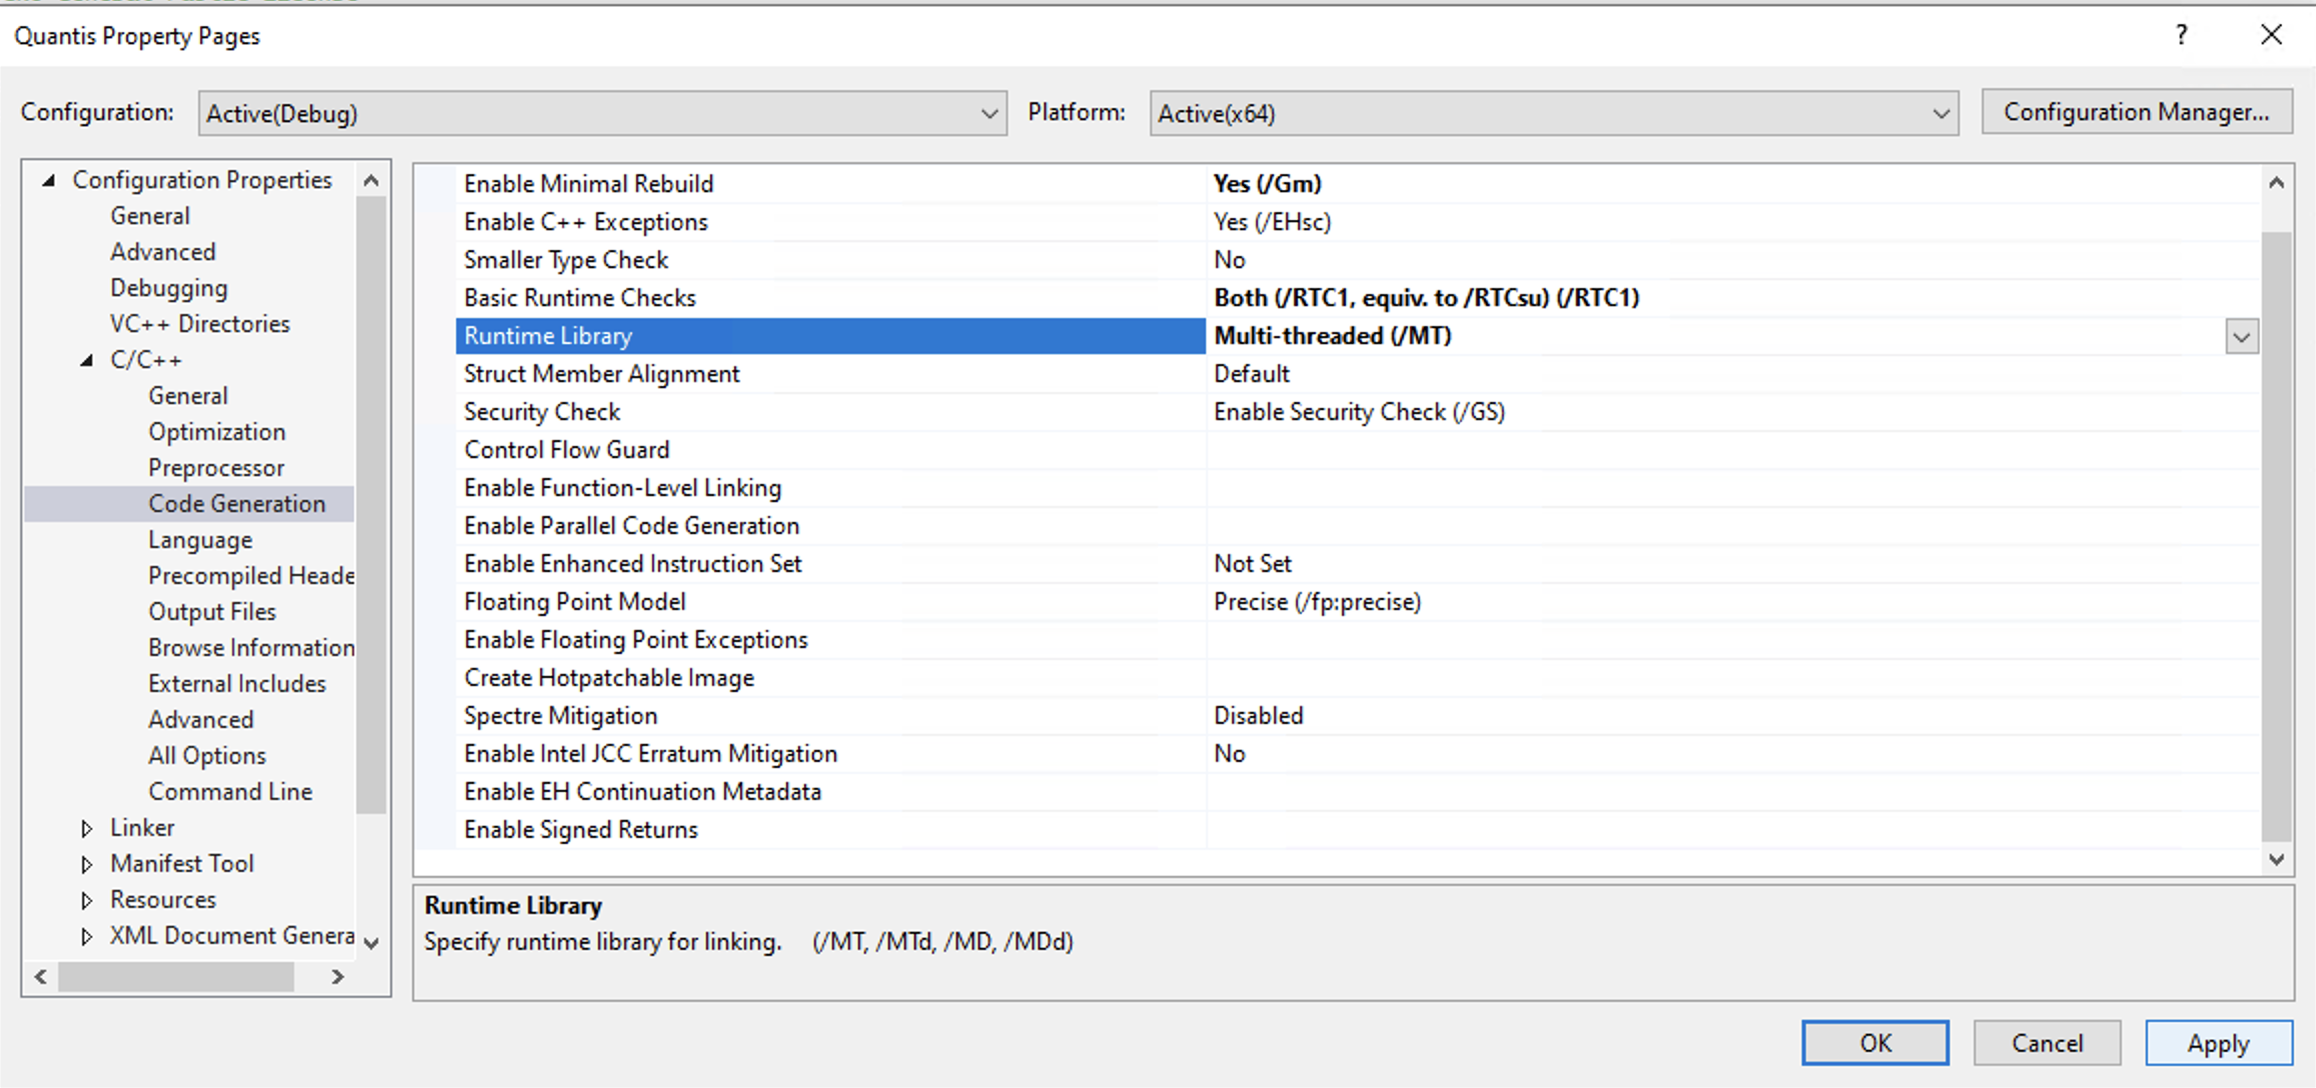 Quantis Property Pages
?
Configuration: Active(Debug) Platform: Active(x64) Configuration Manager...
Configuration Properties
General
Advanced
Debugging
VC++ Directories
C/C++
General
Optimization
Preprocessor
Code Generation
Language
Precompiled Heade
Output Files
Browse Information
External Includes
Advanced
All Options
Command Line
Linker
Manifest Tool
Resources
XML Document Genera
Enable Minimal Rebuild Yes (/Gm)
Enable C++ Exceptions Yes (/EHsc)
Smaller Type Check No
Basic Runtime Checks Both (/RTC1, equiv. to /RTCsu) (/RTC1)
Runtime Library Multi-threaded (/MT)
Struct Member Alignment Default
Security Check Enable Security Check (/GS)
Control Flow Guard
Enable Function-Level Linking
Enable Parallel Code Generation
Enable Enhanced Instruction Set Not Set
Floating Point Model Precise (/fp:precise)
Enable Floating Point Exceptions
Create Hotpatchable Image
Spectre Mitigation Disabled
Enable Intel JCC Erratum Mitigation No
Enable EH Continuation Metadata
Enable Signed Returns
Runtime Library
Specify runtime library for linking. (/MT, /MTd, /MD, /MDd)
OK Cancel Apply